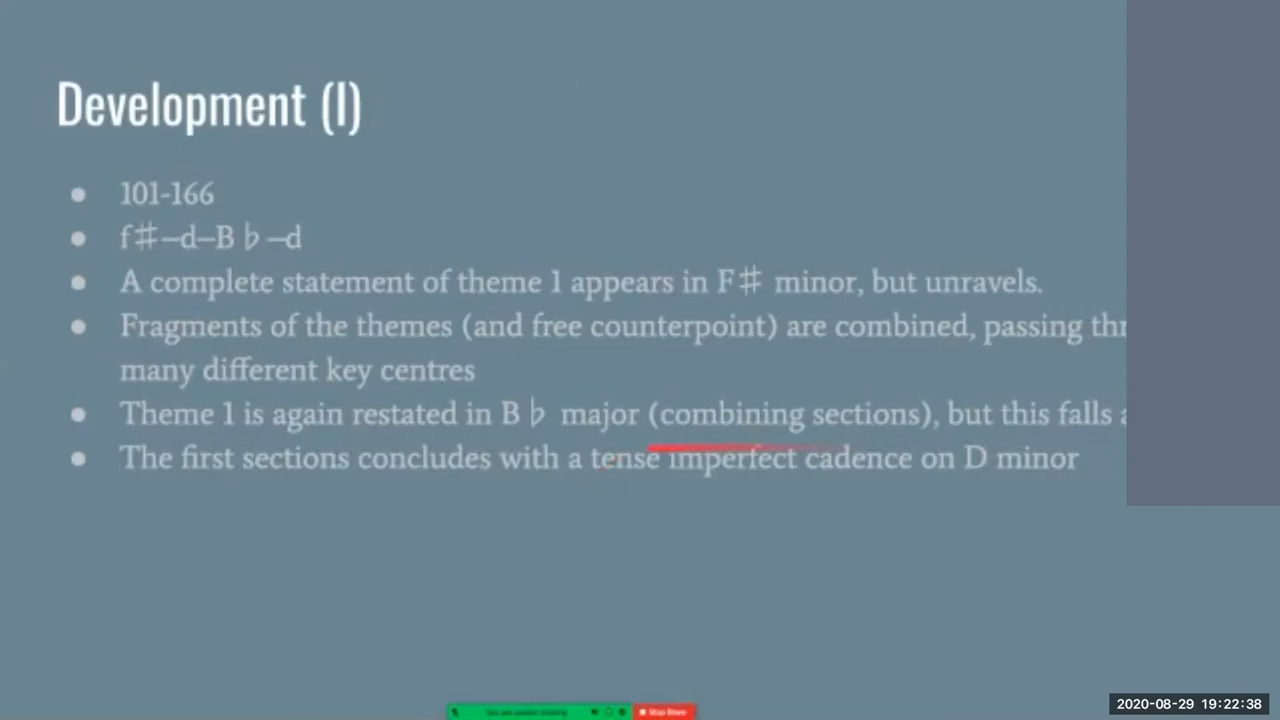 Development (I)
101-166
f♯–d–B♭–d
A complete statement of theme 1 appears in F♯ minor, but unravels.
Fragments of the themes (and free counterpoint) are combined, passing
many different key centres
Theme 1 is again restated in B♭ major (combining sections), but this falls
The first sections concludes with a tense imperfect cadence on D minor
Stop Share
2020-08-29 19:22:38